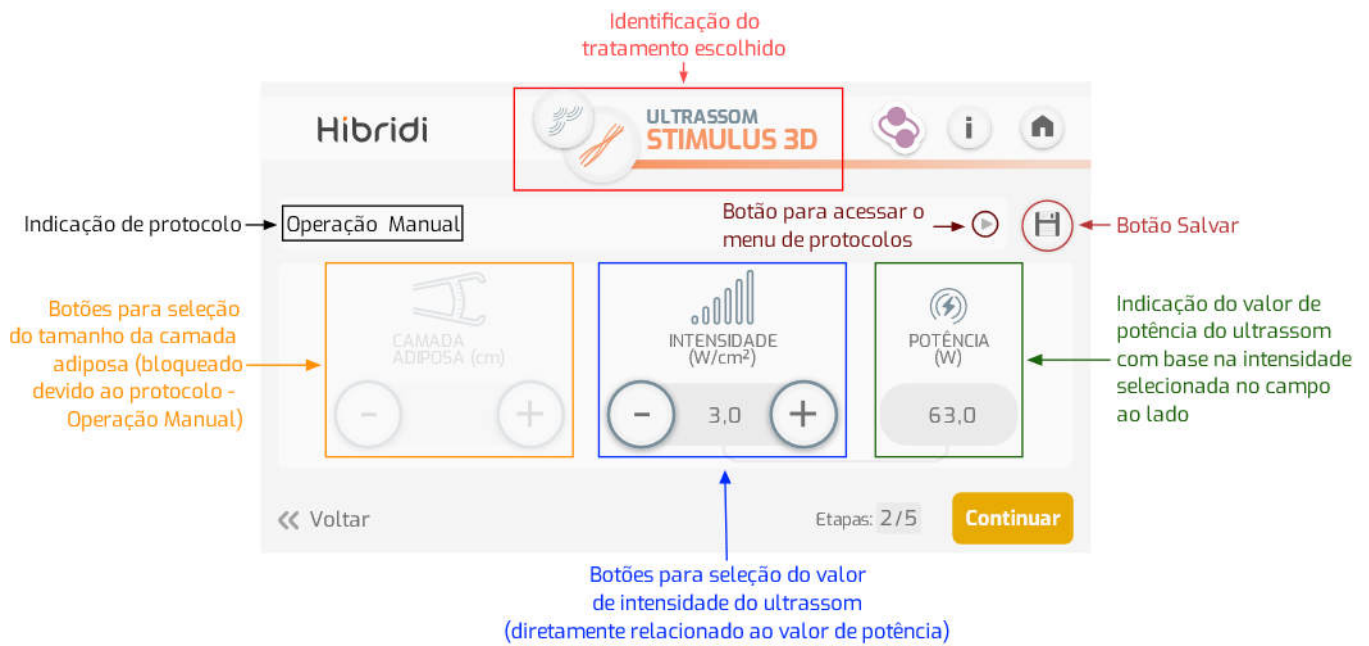 Identificação do
tratamento escolhido
Hibridi
ULTRASSOM
STIMULUS 3D
i
Indicação de protocolo
Operação Manual
Botão para acessar o
menu de protocolos
H
Botão Salvar
Botões para seleção
do tamanho da camada
adiposa (bloqueado
devido ao protocolo -
Operação Manual)
CAMADA
ADIPOSA (cm)
-
+
INTENSIDADE
(W/cm²)
-
3,0
+
POTÊNCIA
(W)
63,0
Indicação do valor de
potência do ultrassom
com base na intensidade
selecionada no campo
ao lado
Voltar
Etapas: 2/5
Continuar
Botões para seleção do valor
de intensidade do ultrassom
(diretamente relacionado ao valor de potência)